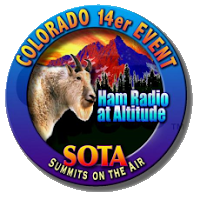 COLORADO 14er EVENT
Ham Radio
at Altitude
SOTA
SUMMITS ON THE AIR